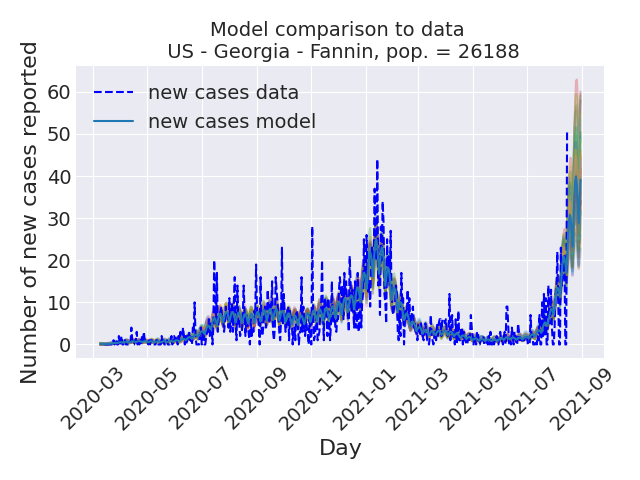 Model comparison to data
US - Georgia - Fannin, pop. = 26188
Number of new cases reported
60
50
40
30
20
10
0
new cases data
new cases model
2020-03
2020-05
2020-07
2020-09
2020-11
2021-01
2021-03
2021-05
2021-07
2021-09
Day